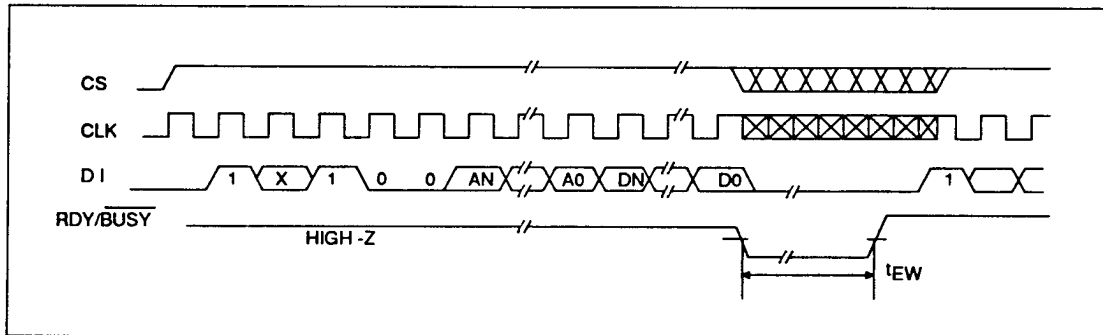 CS
CLK
DI 1 X 1 0 0 AN A0 DN D0 1
RDY/BUSY
HIGH -Z
tEW